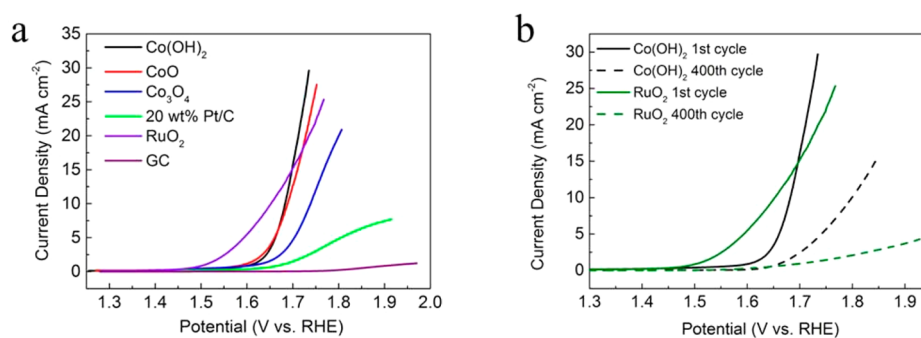 a
Current Density (mA cm⁻²)
35
30
25
20
15
10
5
0
Co(OH)₂
CoO
Co₃O₄
20 wt% Pt/C
RuO₂
GC
1.3 1.4 1.5 1.6 1.7 1.8 1.9 2.0
Potential (V vs. RHE)
b
Current Density (mA cm⁻²)
30
25
20
15
10
5
0
Co(OH)₂ 1st cycle
Co(OH)₂ 400th cycle
RuO₂ 1st cycle
RuO₂ 400th cycle
1.3 1.4 1.5 1.6 1.7 1.8 1.9
Potential (V vs. RHE)